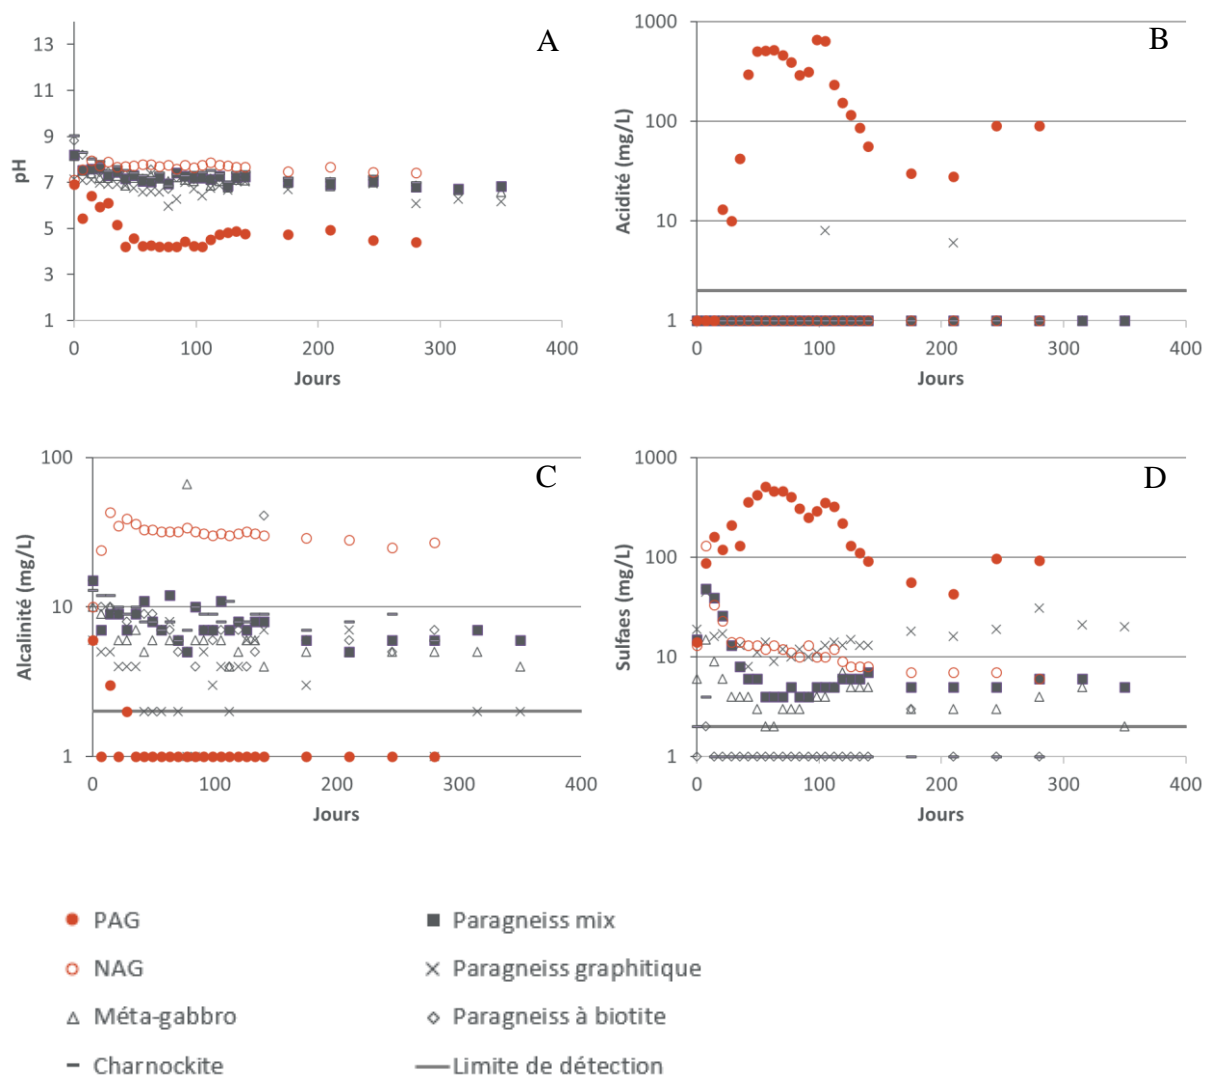 A
pH
13
11
9
7
5
3
1
0 100 200 300 400
Jours
B
Acidité (mg/L)
1000
100
10
1
0 100 200 300 400
Jours
C
Alcalinité (mg/L)
100
10
1
0 100 200 300 400
Jours
D
Sulfaes (mg/L)
1000
100
10
1
0 100 200 300 400
Jours
PAG
Paragneiss mix
NAG
Paragneiss graphitique
Méta-gabbro
Paragneiss à biotite
Charnockite
Limite de détection